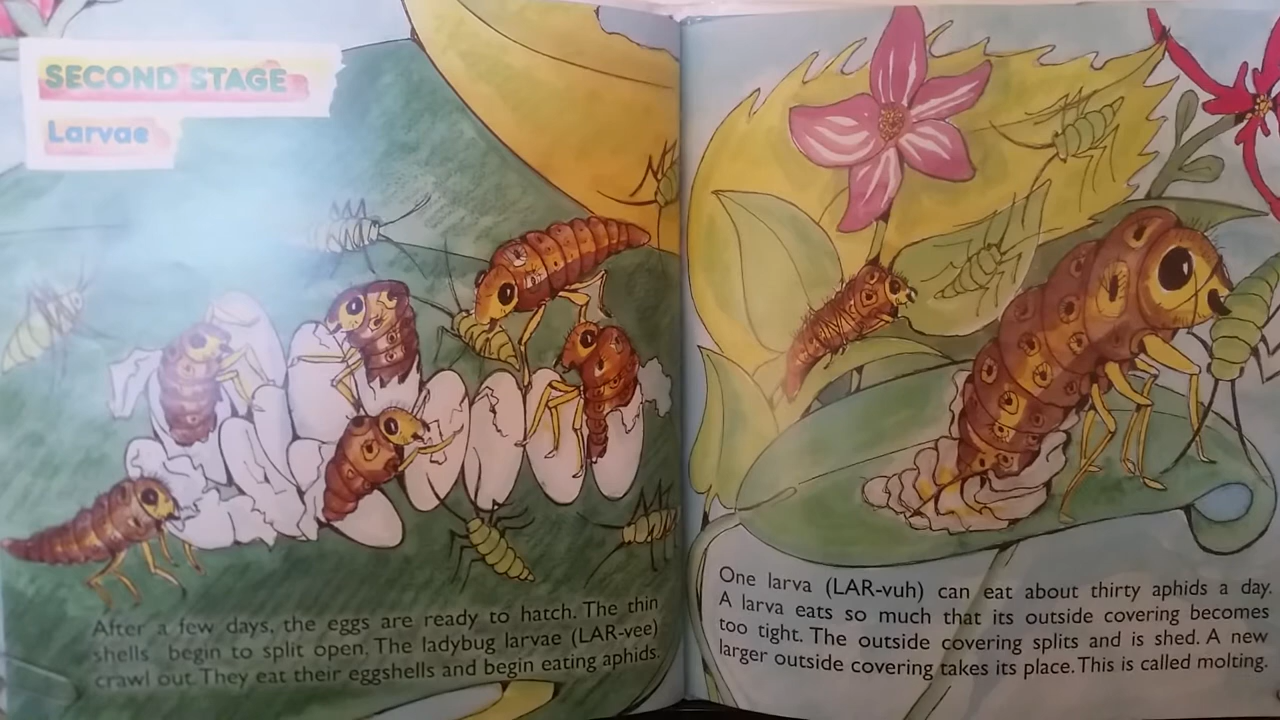 SECOND STAGE
Larvae
After a few days, the eggs are ready to hatch. The thin
shells begin to split open. The ladybug larvae (LAR-vee)
crawl out. They eat their eggshells and begin eating aphids.
One larva (LAR-vuh) can eat about thirty aphids a day.
A larva eats so much that its outside covering becomes
too tight. The outside covering splits and is shed. A new
larger outside covering takes its place. This is called molting.